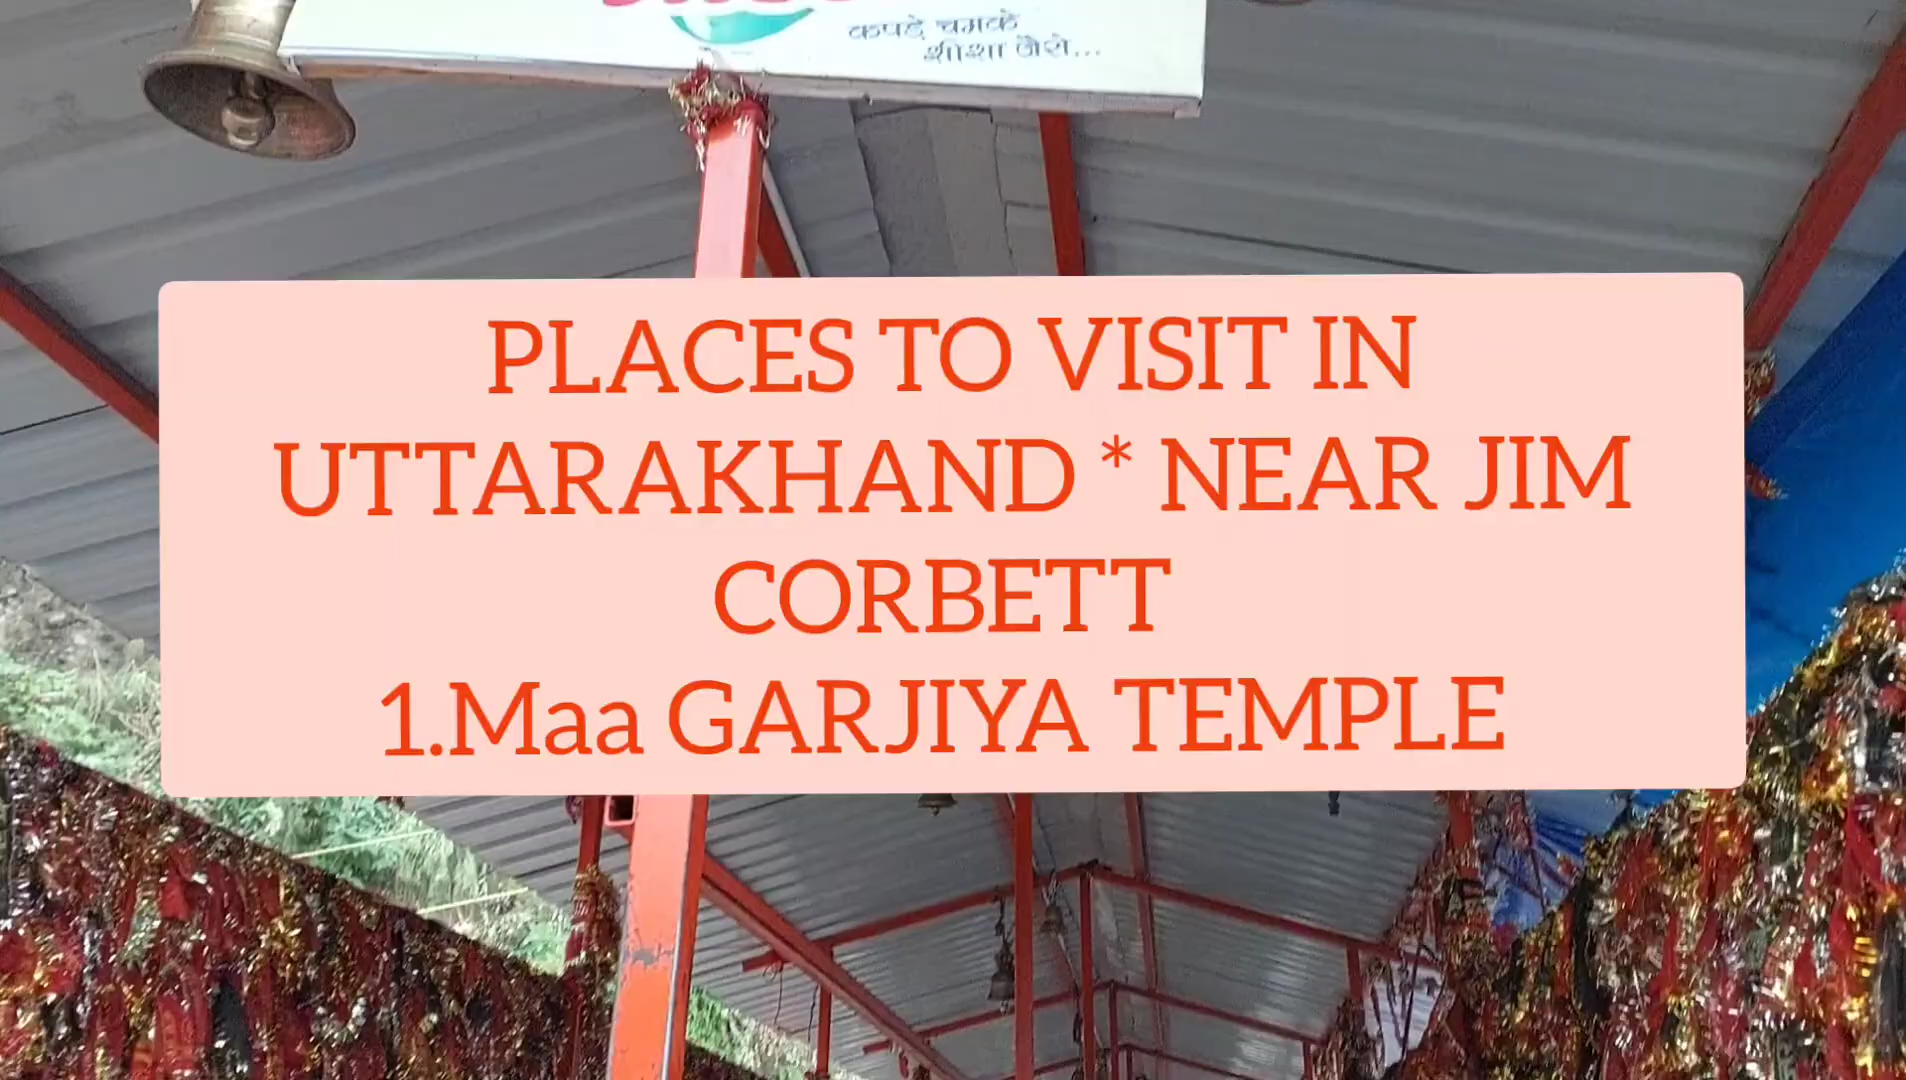 कपड़े चमके
शीशा जैसे...
PLACES TO VISIT IN
UTTARAKHAND * NEAR JIM
CORBETT
1.Maa GARJIYA TEMPLE